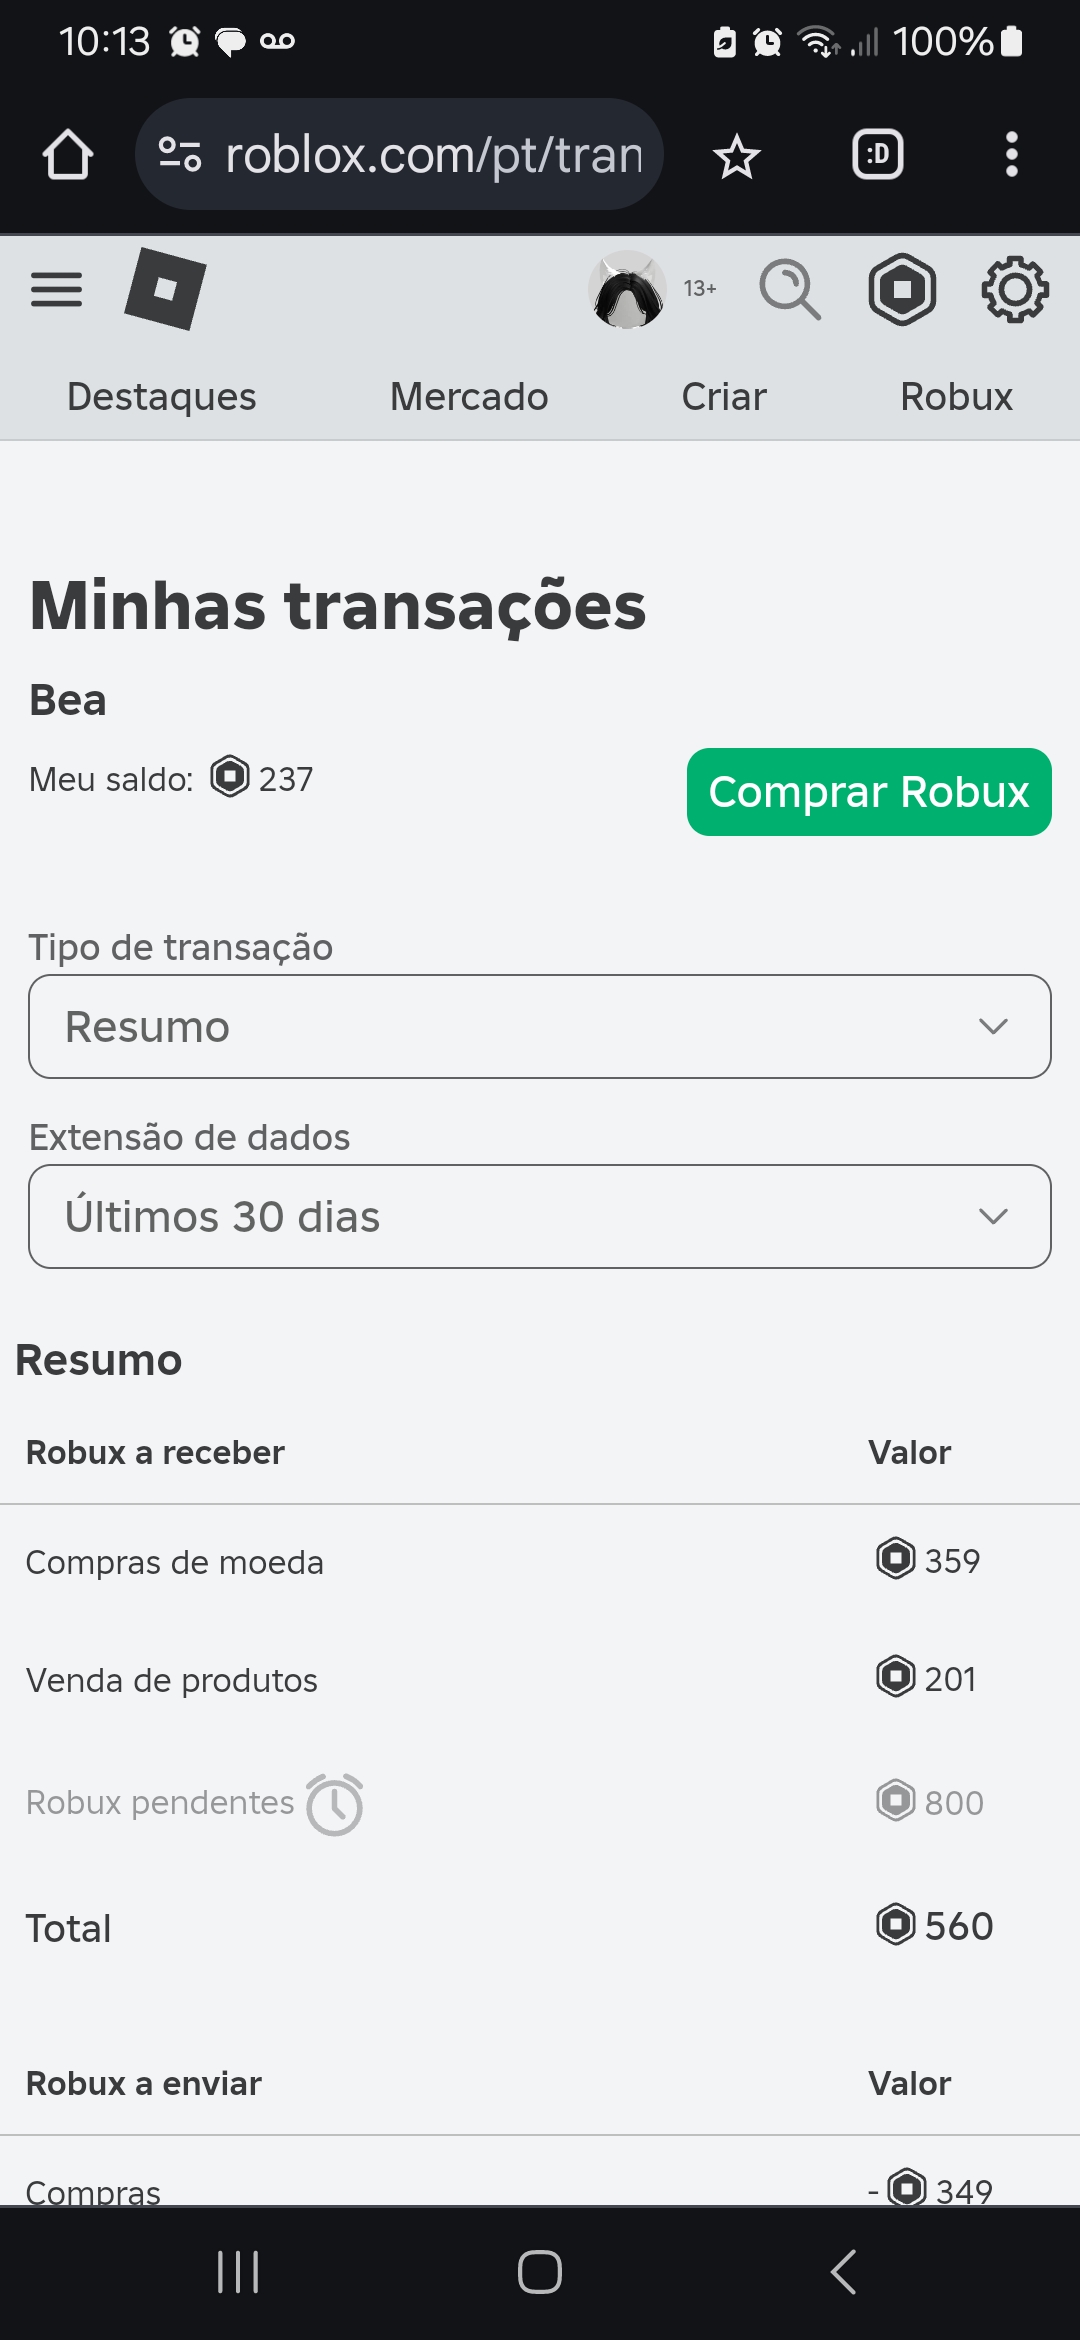 10:13
100%
roblox.com/pt/tran
:D
13+
Destaques Mercado Criar Robux
Minhas transações
Bea
Meu saldo: 237
Comprar Robux
Tipo de transação
Resumo
Extensão de dados
Últimos 30 dias
Resumo
Robux a receber Valor
Compras de moeda 359
Venda de produtos 201
Robux pendentes 800
Total 560
Robux a enviar Valor
Compras - 349